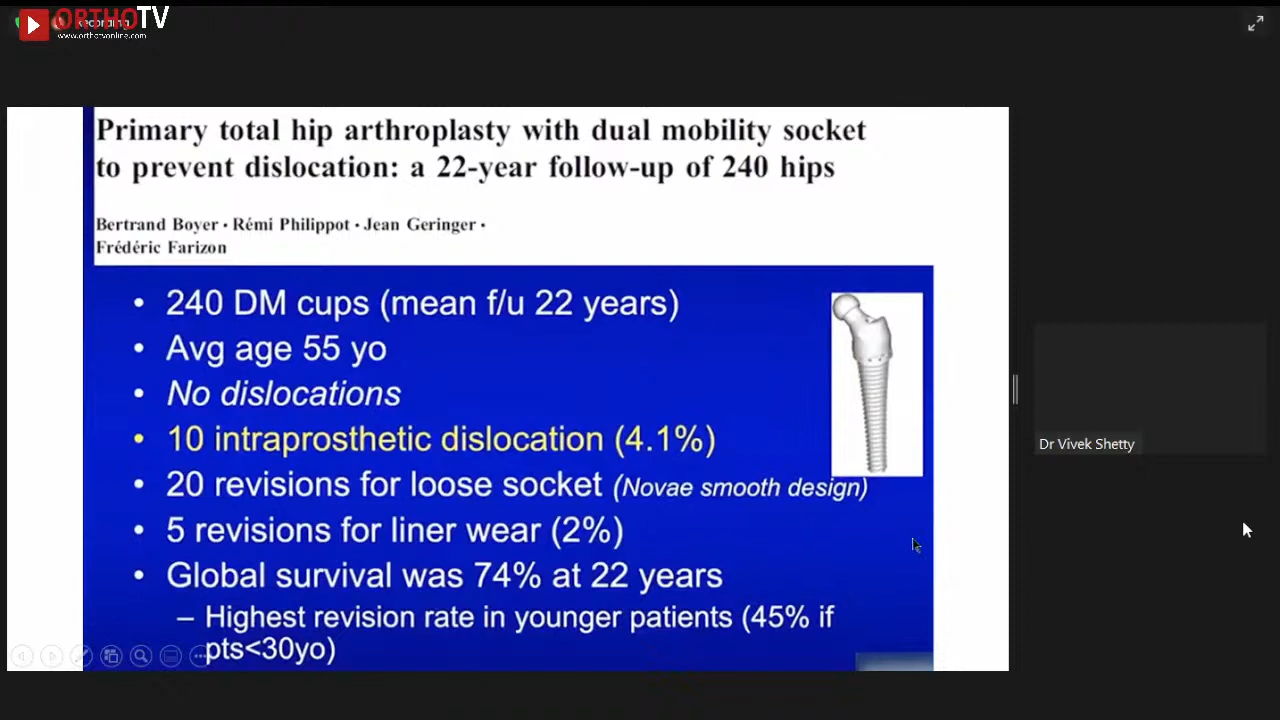 ORTHOTV
Recording
www.orthotvonline.com
Primary total hip arthroplasty with dual mobility socket
to prevent dislocation: a 22-year follow-up of 240 hips
Bertrand Boyer · Rémi Philippot · Jean Geringer ·
Frédéric Farizon
• 240 DM cups (mean f/u 22 years)
• Avg age 55 yo
• No dislocations
• 10 intraprosthetic dislocation (4.1%)
• 20 revisions for loose socket (Novae smooth design)
• 5 revisions for liner wear (2%)
• Global survival was 74% at 22 years
– Highest revision rate in younger patients (45% if
pts<30yo)
Dr Vivek Shetty